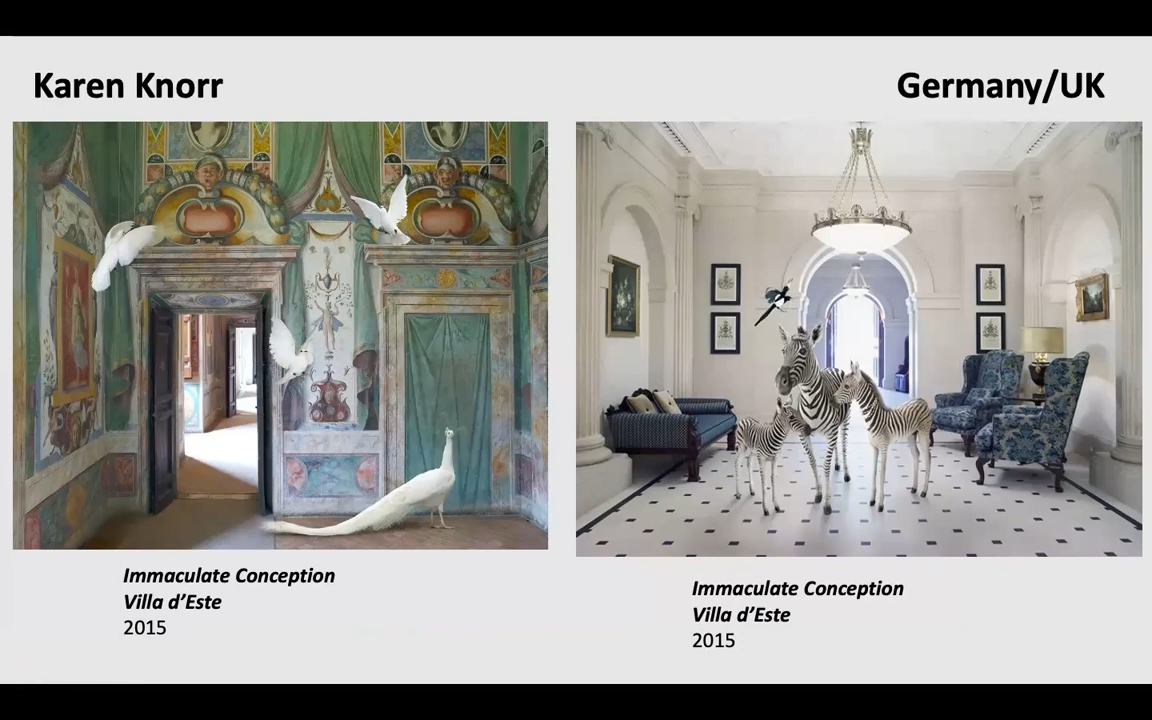 Karen Knorr
Germany/UK
Immaculate Conception
Villa d’Este
2015
Immaculate Conception
Villa d’Este
2015